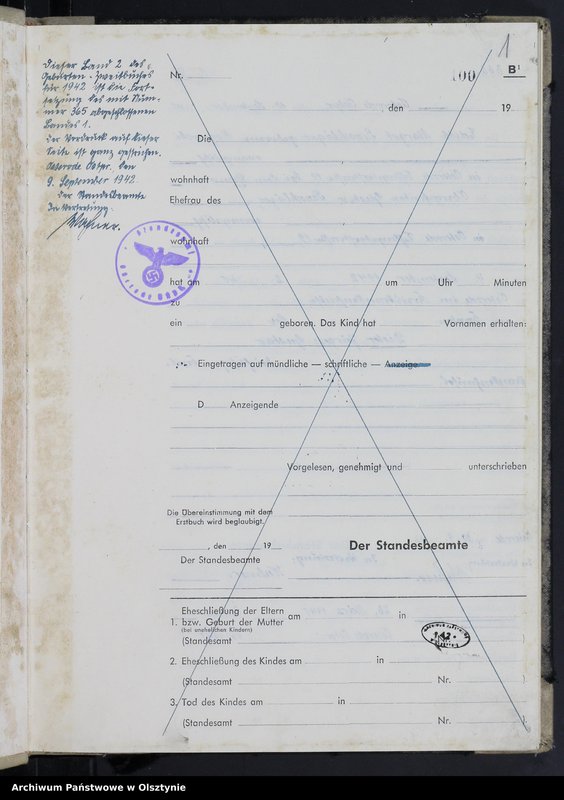 1
Dieser Band 2 des
Geburten-Zweitbuches
für 1942 ist die Fort-
setzung des mit Num-
mer 365 abgeschlossenen
Bandes 1.
Der Vordruck auf dieser
Seite ist ganz gestrichen.
Osterode Ostpr. den
9. September 1942.
Der Standesbeamte
In Vertretung:
Nr.
100
B¹
, den
19
Die
wohnhaft
Ehefrau des
wohnhaft
hat am um Uhr Minuten
zu
ein geboren. Das Kind hat Vornamen erhalten:
Eingetragen auf mündliche — schriftliche — Anzeige
D Anzeigende
Vorgelesen, genehmigt und unterschrieben
Die Übereinstimmung mit dem
Erstbuch wird beglaubigt.
, den 19
Der Standesbeamte
Der Standesbeamte
Eheschließung der Eltern
1. bzw. Geburt der Mutter am in
(bei unehelichen Kindern)
(Standesamt )
2. Eheschließung des Kindes am in
(Standesamt Nr. )
3. Tod des Kindes am in
(Standesamt Nr. )
Archiwum Państwowe w Olsztynie